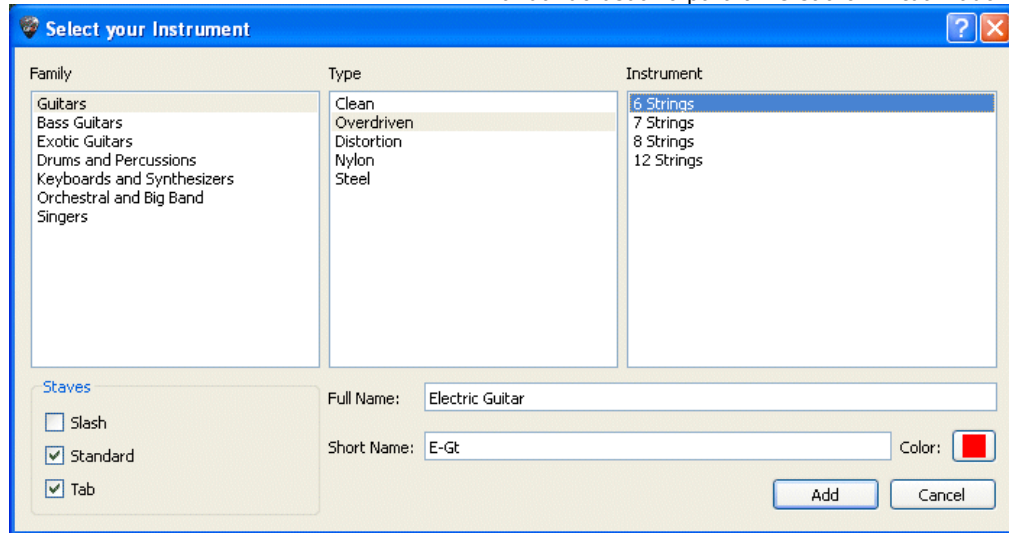 Select your Instrument
Family
Guitars
Bass Guitars
Exotic Guitars
Drums and Percussions
Keyboards and Synthesizers
Orchestral and Big Band
Singers
Type
Clean
Overdriven
Distortion
Nylon
Steel
Instrument
6 Strings
7 Strings
8 Strings
12 Strings
Staves
Slash
Standard
Tab
Full Name: Electric Guitar
Short Name: E-Gt
Color:
Add
Cancel